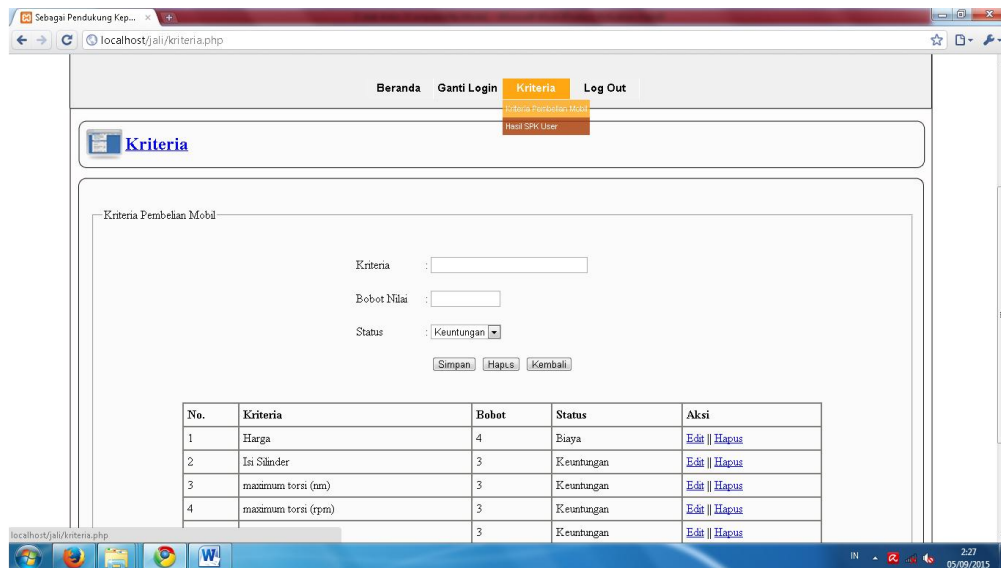 Sebagai Pendukung Kep...
localhost/jali/kriteria.php
Beranda Ganti Login Kriteria Log Out
Kriteria Pembelian Mobil
Hasil SPK User
Kriteria
Kriteria Pembelian Mobil
Kriteria :
Bobot Nilai :
Status : Keuntungan
Simpan Hapus Kembali
No. Kriteria Bobot Status Aksi
1 Harga 4 Biaya Edit || Hapus
2 Isi Silinder 3 Keuntungan Edit || Hapus
3 maximum torsi (nm) 3 Keuntungan Edit || Hapus
4 maximum torsi (rpm) 3 Keuntungan Edit || Hapus
3 Keuntungan Edit || Hapus
localhost/jali/kriteria.php
IN 2:27
05/09/2015